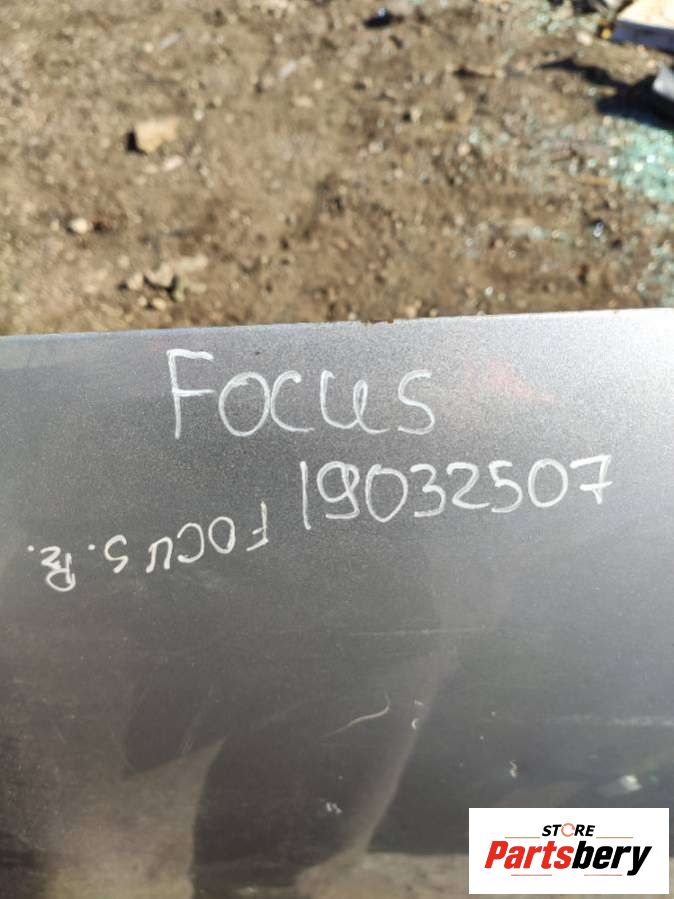 FOCUS
19032507
FOCUS.
STORE
Partsbery